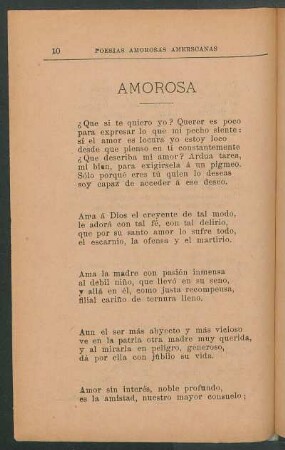 10 POESIAS AMOROSAS AMERSCANAS
AMOROSA
¿Que si te quiero yo? Querer es poco
para expresar lo que mi pecho siente:
si el amor es locura yo estoy loco
desde que pienso en ti constantemente
¿Que describa mi amor? Ardua tarea,
mi bien, para exigirsela á un pigmeo.
Sólo porqué eres tú quien lo deseas
soy capaz de acceder á ese deseo.
Ama á Dios el creyente de tal modo,
le adora con tal fé, con tal delirio,
que por su santo amor lo sufre todo,
el escarnio, la ofensa y el martirio.
Ama la madre con pasión inmensa
al debil niño, que llevó en su seno,
y allá en él, como justa recompensa,
filial cariño de ternura lleno.
Aun el ser más abyecto y más vicioso
ve en la patria otra madre muy querida,
y al mirarla en peligro, generoso,
dá por ella con júbilo su vida.
Amor sin interés, noble profundo,
es la amistad, nuestro mayor consuelo;